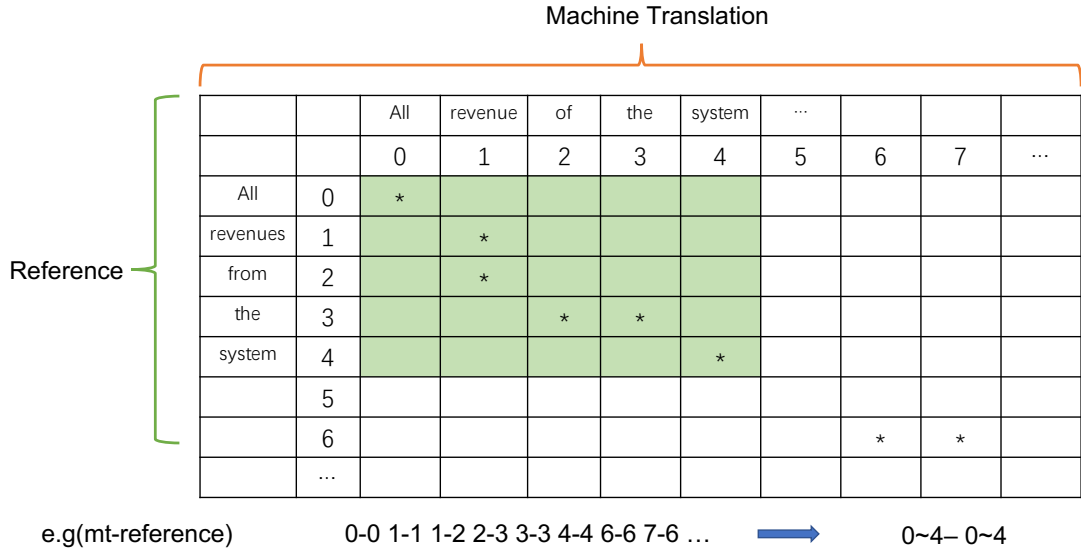 Machine Translation
All revenue of the system ...
0 1 2 3 4 5 6 7 ...
All 0 *
revenues 1 *
Reference
from 2 *
the 3 * *
system 4 *
5
6 * *
...
e.g(mt-reference) 0-0 1-1 1-2 2-3 3-3 4-4 6-6 7-6 ... 0~4– 0~4